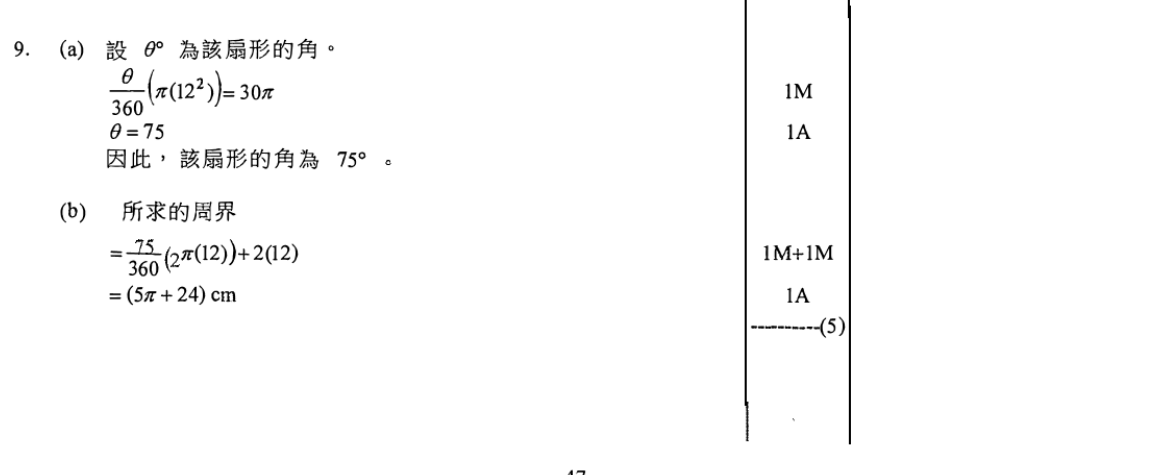 9. (a) 設 θ° 為該扇形的角。
θ/360 (π(12²)) = 30π 1M
θ = 75 1A
因此，該扇形的角為 75° 。
(b) 所求的周界
= 75/360 (2π(12)) + 2(12) 1M+1M
= (5π + 24) cm 1A
----------(5)